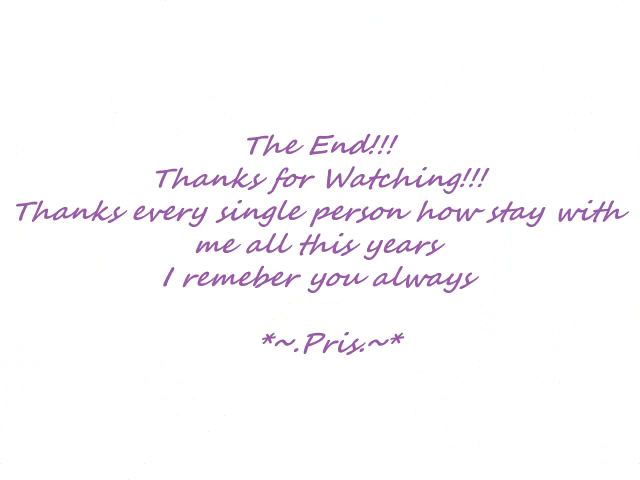 The End!!!
Thanks for Watching!!!
Thanks every single person how stay with
me all this years
I remeber you always
*~.Pris.~*